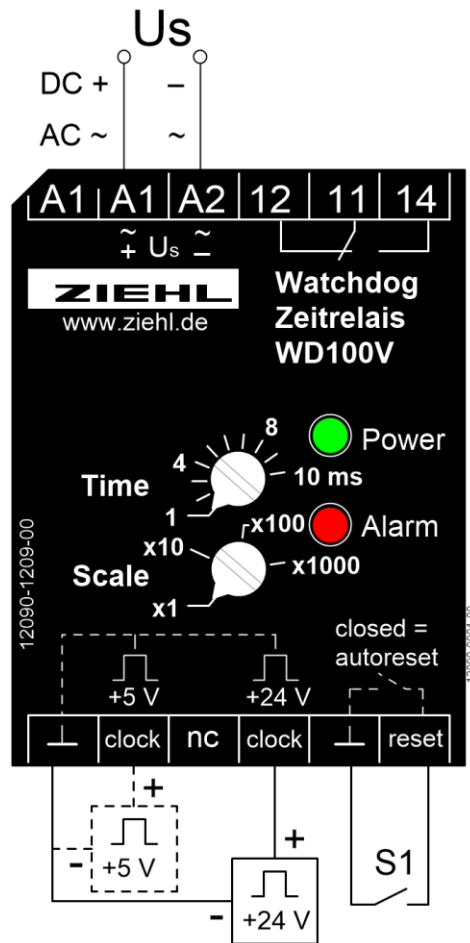 Us
DC + –
AC ~ ~
A1 A1 A2 12 11 14
~ ~
+ Us –
ZIEHL
www.ziehl.de
Watchdog
Zeitrelais
WD100V
8
Power
4
Time
10 ms
1
x100
Alarm
x10
x1000
Scale
x1
12090-1209-00
closed =
autoreset
+5 V
+24 V
clock nc clock reset
+
- +5 V
+
- +24 V
S1